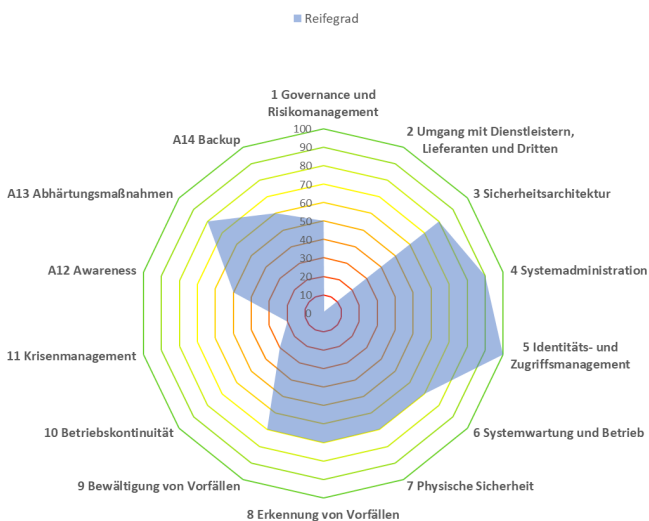 Reifegrad
1 Governance und
Risikomanagement
2 Umgang mit Dienstleistern,
Lieferanten und Dritten
3 Sicherheitsarchitektur
4 Systemadministration
5 Identitäts- und
Zugriffsmanagement
6 Systemwartung und Betrieb
7 Physische Sicherheit
8 Erkennung von Vorfällen
9 Bewältigung von Vorfällen
10 Betriebskontinuität
11 Krisenmanagement
A12 Awareness
A13 Abhärtungsmaßnahmen
A14 Backup
100
90
80
70
60
50
40
30
20
10
0